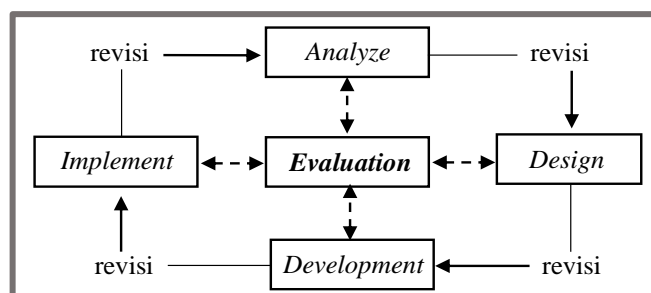 revisi Analyze revisi
Implement Evaluation Design
revisi Development revisi